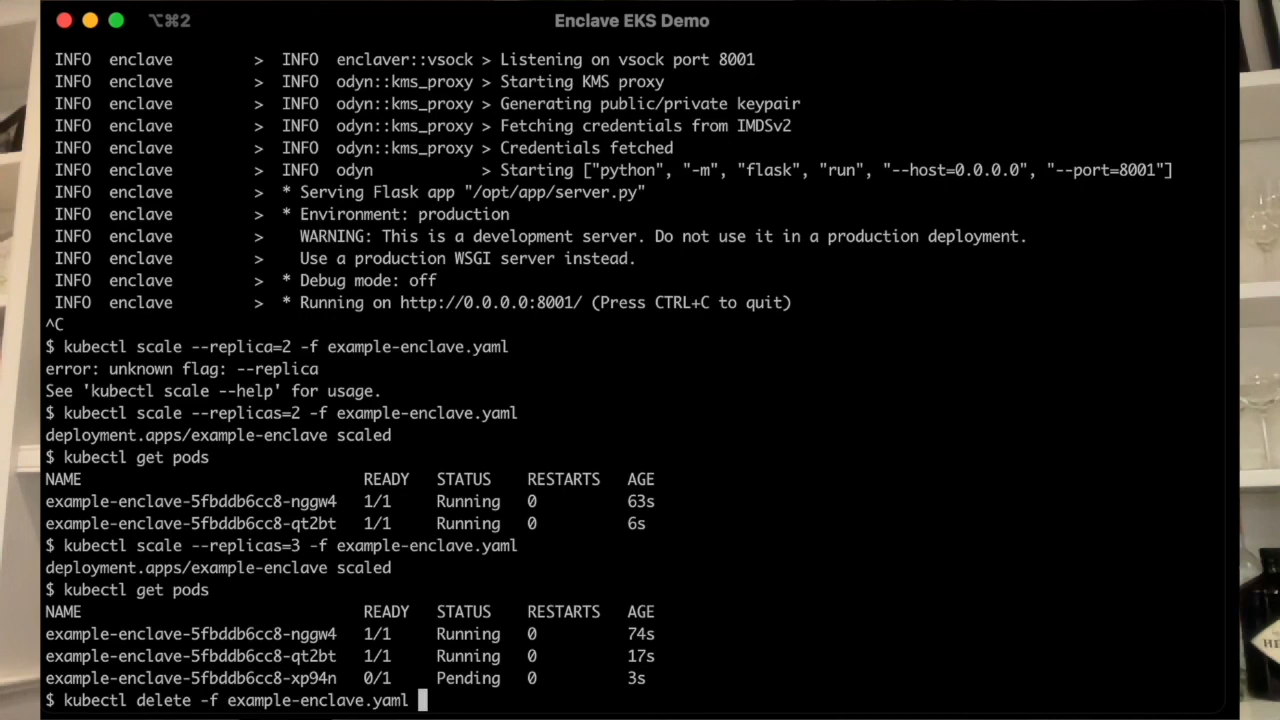 ⌥⌘2
Enclave EKS Demo
INFO enclave > INFO enclaver::vsock > Listening on vsock port 8001
INFO enclave > INFO odyn::kms_proxy > Starting KMS proxy
INFO enclave > INFO odyn::kms_proxy > Generating public/private keypair
INFO enclave > INFO odyn::kms_proxy > Fetching credentials from IMDSv2
INFO enclave > INFO odyn::kms_proxy > Credentials fetched
INFO enclave > INFO odyn > Starting ["python", "-m", "flask", "run", "--host=0.0.0.0", "--port=8001"]
INFO enclave > * Serving Flask app "/opt/app/server.py"
INFO enclave > * Environment: production
INFO enclave > WARNING: This is a development server. Do not use it in a production deployment.
INFO enclave > Use a production WSGI server instead.
INFO enclave > * Debug mode: off
INFO enclave > * Running on http://0.0.0.0:8001/ (Press CTRL+C to quit)
^C
$ kubectl scale --replica=2 -f example-enclave.yaml
error: unknown flag: --replica
See 'kubectl scale --help' for usage.
$ kubectl scale --replicas=2 -f example-enclave.yaml
deployment.apps/example-enclave scaled
$ kubectl get pods
NAME READY STATUS RESTARTS AGE
example-enclave-5fbddb6cc8-nggw4 1/1 Running 0 63s
example-enclave-5fbddb6cc8-qt2bt 1/1 Running 0 6s
$ kubectl scale --replicas=3 -f example-enclave.yaml
deployment.apps/example-enclave scaled
$ kubectl get pods
NAME READY STATUS RESTARTS AGE
example-enclave-5fbddb6cc8-nggw4 1/1 Running 0 74s
example-enclave-5fbddb6cc8-qt2bt 1/1 Running 0 17s
example-enclave-5fbddb6cc8-xp94n 0/1 Pending 0 3s
$ kubectl delete -f example-enclave.yaml